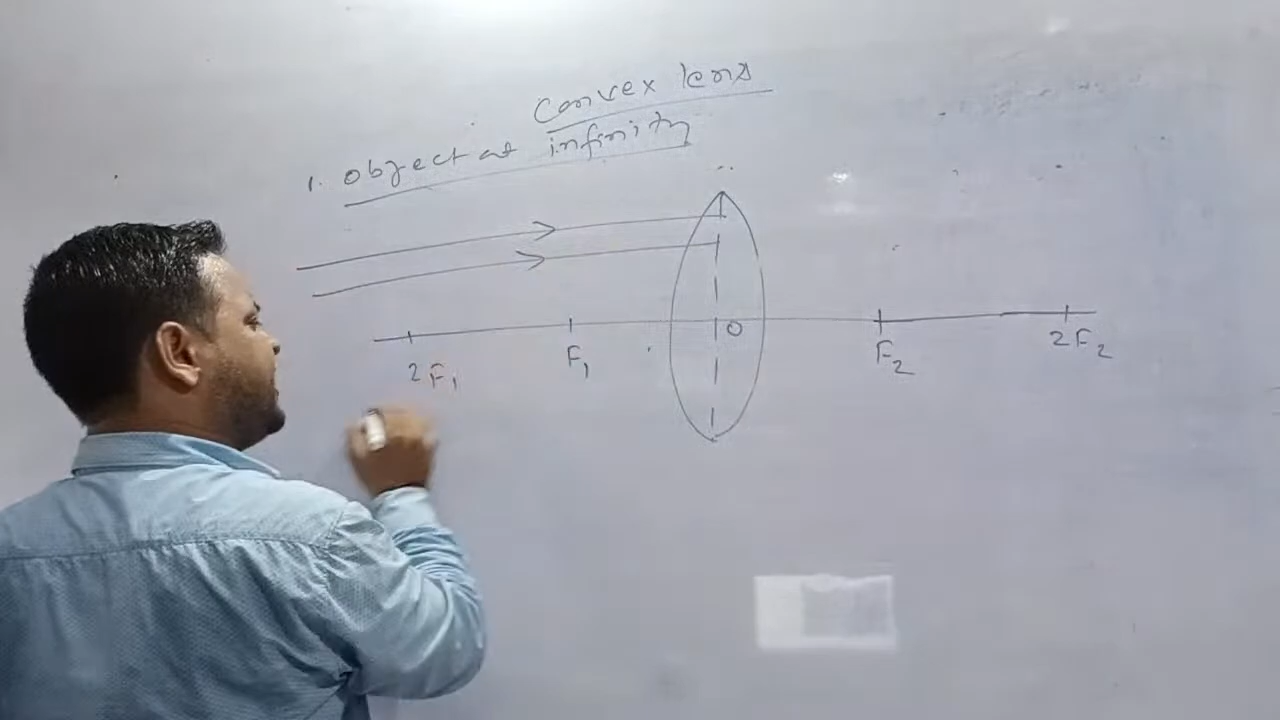 Convex lens
1. object at infinity
O
F₂
2F₂
F₁
2F₁